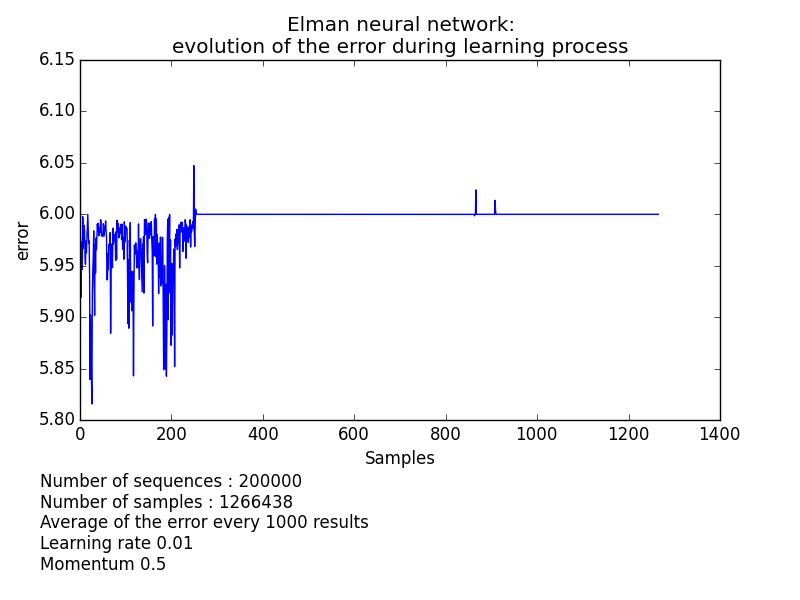 Elman neural network:
evolution of the error during learning process
6.15
6.10
6.05
6.00
5.95
5.90
5.85
5.80
error
0 200 400 600 800 1000 1200 1400
Samples
Number of sequences : 200000
Number of samples : 1266438
Average of the error every 1000 results
Learning rate 0.01
Momentum 0.5